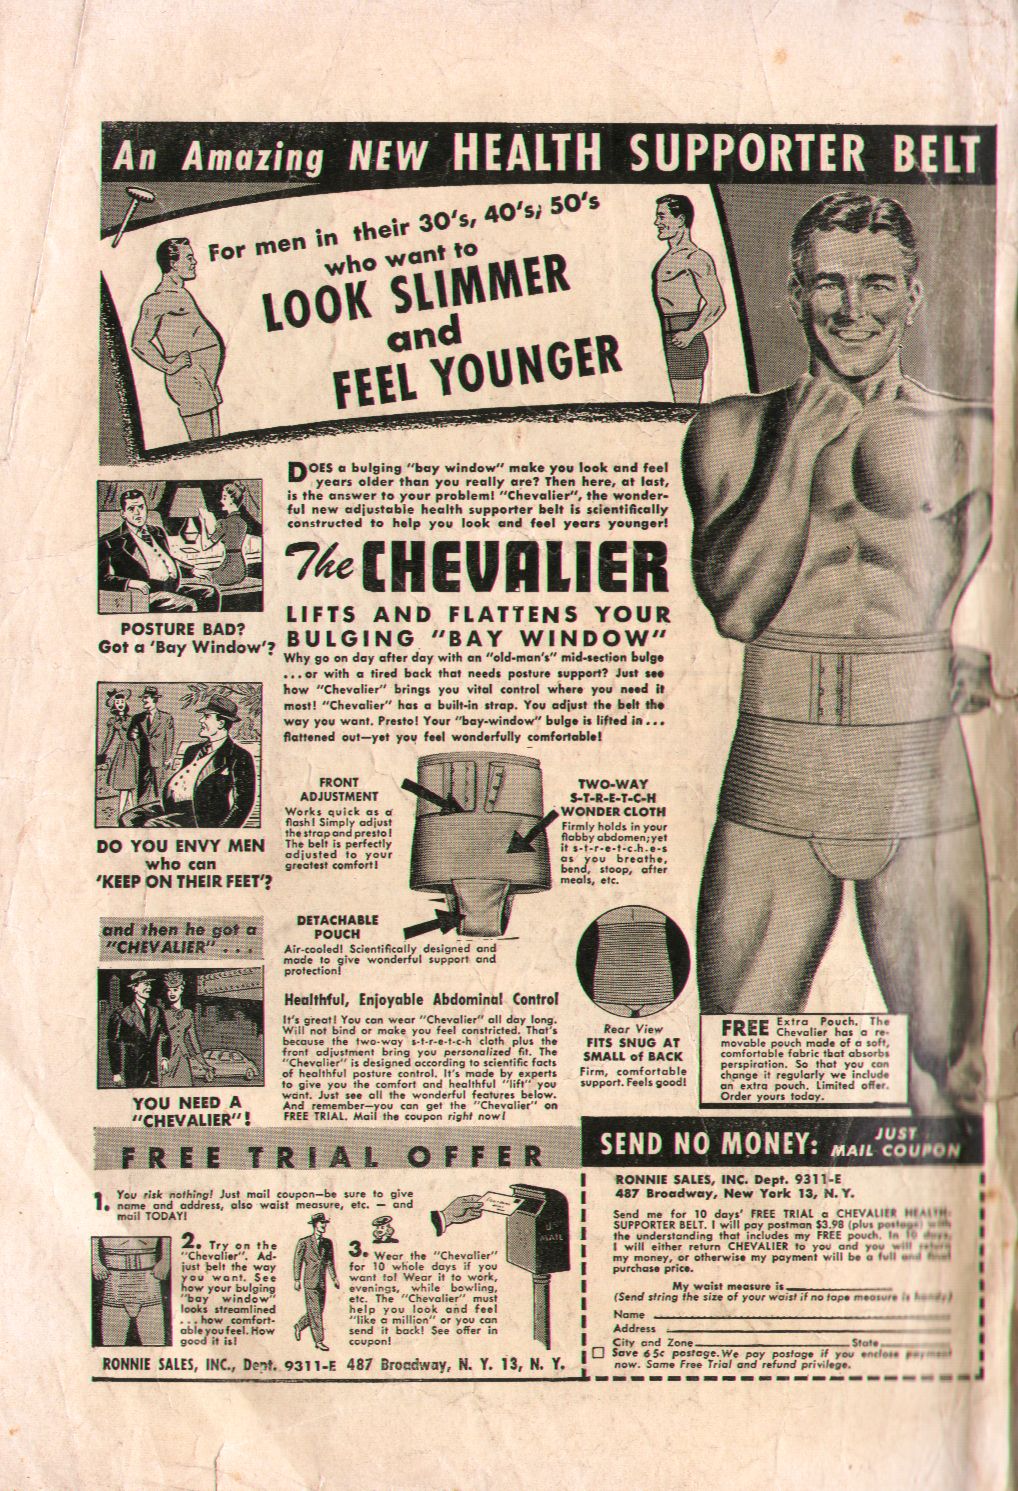 An Amazing NEW HEALTH SUPPORTER BELT
For men in their 30's, 40's, 50's
who want to
LOOK SLIMMER
and
FEEL YOUNGER
DOES a bulging "bay window" make you look and feel
years older than you really are? Then here, at last,
is the answer to your problem! "Chevalier", the wonder-
ful new adjustable health supporter belt is scientifically
constructed to help you look and feel years younger!
The CHEVALIER
LIFTS AND FLATTENS YOUR
BULGING "BAY WINDOW"
Why go on day after day with an "old-man's" mid-section bulge
...or with a tired back that needs posture support? Just see
how "Chevalier" brings you vital control where you need it
most! "Chevalier" has a built-in strap. You adjust the belt the
way you want. Presto! Your "bay-window" bulge is lifted in...
flattened out—yet you feel wonderfully comfortable!
POSTURE BAD?
Got a 'Bay Window'?
DO YOU ENVY MEN
who can
'KEEP ON THEIR FEET'?
and then he got a
"CHEVALIER" . . .
YOU NEED A
"CHEVALIER"!
FRONT
ADJUSTMENT
Works quick as a
flash! Simply adjust
the strap and presto!
The belt is perfectly
adjusted to your
greatest comfort!
TWO-WAY
S-T-R-E-T-C-H
WONDER CLOTH
Firmly holds in your
flabby abdomen; yet
it s-t-r-e-t-c-h-e-s
as you breathe,
bend, stoop, after
meals, etc.
DETACHABLE
POUCH
Air-cooled! Scientifically designed and
made to give wonderful support and
protection!
Healthful, Enjoyable Abdominal Control
It's great! You can wear "Chevalier" all day long.
Will not bind or make you feel constricted. That's
because the two-way s-t-r-e-t-c-h cloth plus the
front adjustment bring you personalized fit. The
"Chevalier" is designed according to scientific facts
of healthful posture control. It's made by experts
to give you the comfort and healthful "lift" you
want. Just see all the wonderful features below.
And remember—you can get the "Chevalier" on
FREE TRIAL. Mail the coupon right now!
Rear View
FITS SNUG AT
SMALL of BACK
Firm, comfortable
support. Feels good!
FREE Extra Pouch. The
Chevalier has a re-
movable pouch made of a soft,
comfortable fabric that absorbs
perspiration. So that you can
change it regularly we include
an extra pouch. Limited offer.
Order yours today.
FREE TRIAL OFFER
1. You risk nothing! Just mail coupon—be sure to give
name and address, also waist measure, etc. — and
mail TODAY!
2. Try on the
"Chevalier". Ad-
just belt the way
you want. See
how your bulging
"bay window"
looks streamlined
. . . how comfort-
able you feel. How
good it is!
3. Wear the "Chevalier"
for 10 whole days if you
want to! Wear it to work,
evenings, while bowling,
etc. The "Chevalier" must
help you look and feel
"like a million" or you can
send it back! See offer in
coupon!
US
MAIL
RONNIE SALES, INC., Dept. 9311-E 487 Broadway, N. Y. 13, N. Y.
SEND NO MONEY: JUST
MAIL COUPON
RONNIE SALES, INC. Dept. 9311-E
487 Broadway, New York 13, N. Y.
Send me for 10 days' FREE TRIAL a CHEVALIER HEALTH-
SUPPORTER BELT. I will pay postman $3.98 (plus postage) with
the understanding that includes my FREE pouch. In 10 days,
I will either return CHEVALIER to you and you will return
my money, or otherwise my payment will be a full and final
purchase price.
My waist measure is
(Send string the size of your waist if no tape measure is handy)
Name
Address
City and Zone State
Save 65c postage. We pay postage if you enclose payment
now. Same Free Trial and refund privilege.